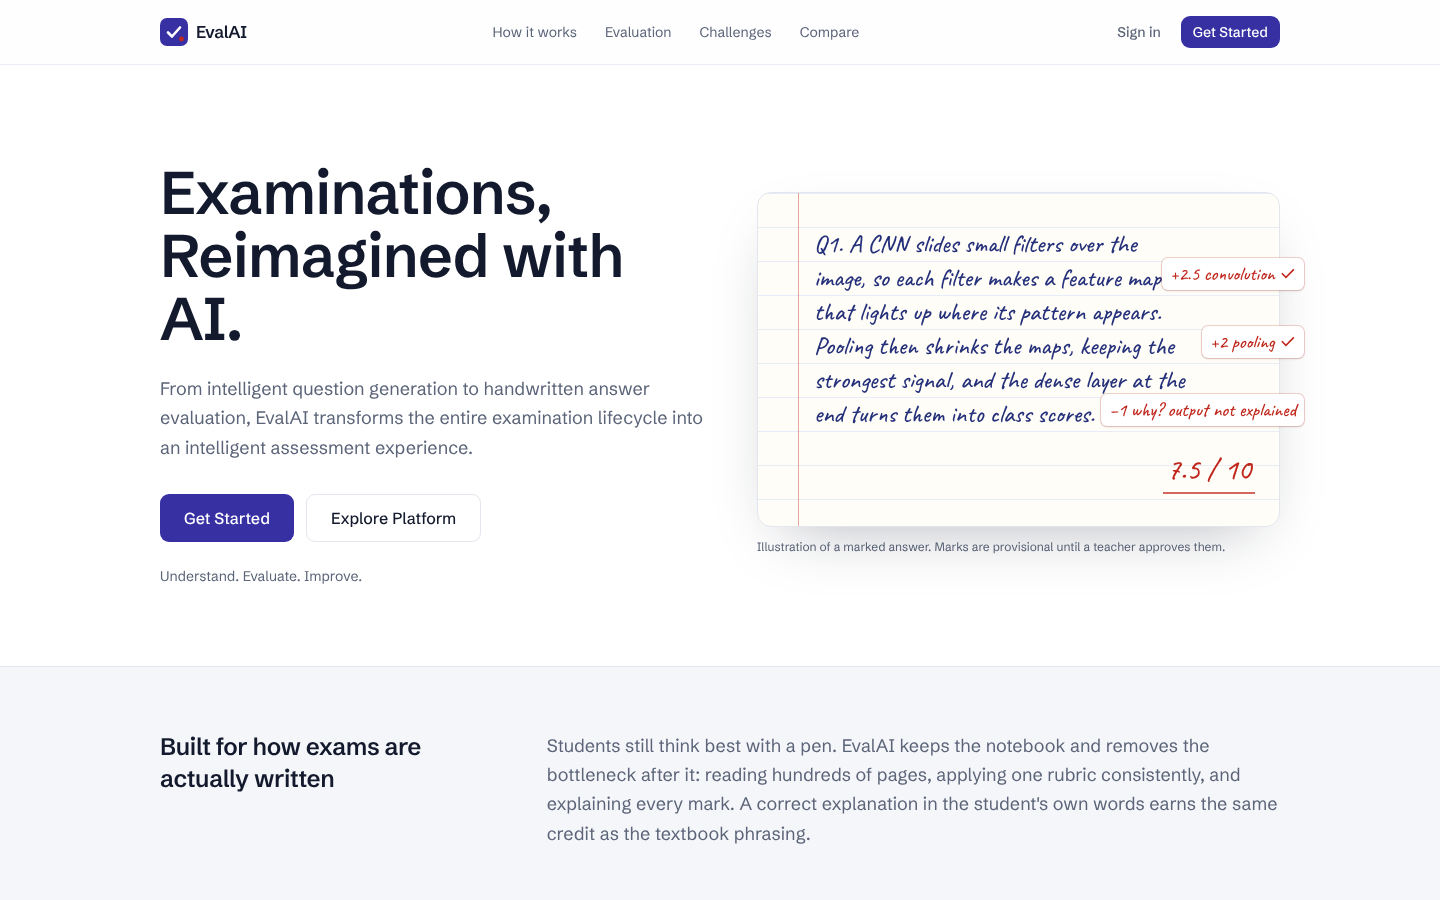 EvalAI
How it works
Evaluation
Challenges
Compare
Sign in
Get Started
Examinations,
Reimagined with
AI.
From intelligent question generation to handwritten answer
evaluation, EvalAI transforms the entire examination lifecycle into
an intelligent assessment experience.
Get Started
Explore Platform
Understand. Evaluate. Improve.
Q1. A CNN slides small filters over the
image, so each filter makes a feature map
+2.5 convolution ✓
that lights up where its pattern appears.
Pooling then shrinks the maps, keeping the
+2 pooling ✓
strongest signal, and the dense layer at the
end turns them into class scores.
−1 why? output not explained
7.5 / 10
Illustration of a marked answer. Marks are provisional until a teacher approves them.
Built for how exams are
actually written
Students still think best with a pen. EvalAI keeps the notebook and removes the
bottleneck after it: reading hundreds of pages, applying one rubric consistently, and
explaining every mark. A correct explanation in the student's own words earns the same
credit as the textbook phrasing.